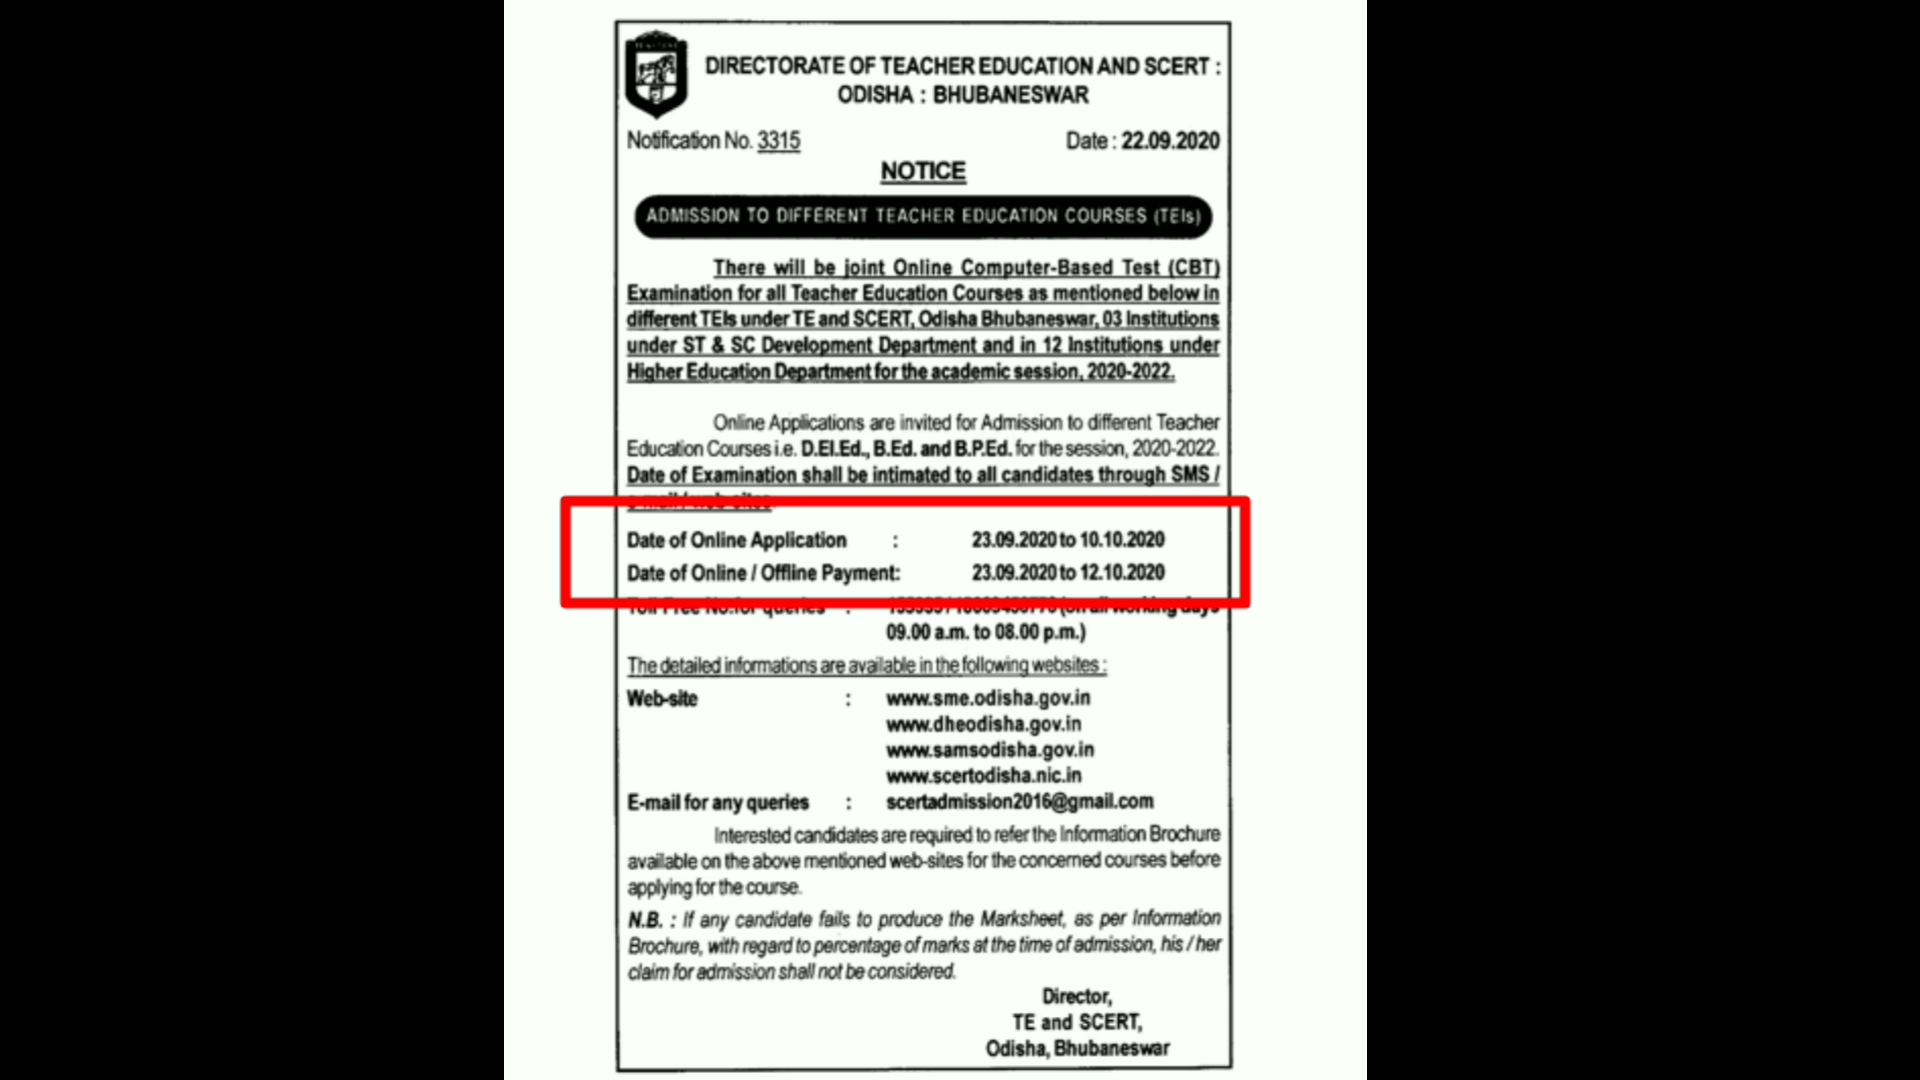 DIRECTORATE OF TEACHER EDUCATION AND SCERT :
ODISHA : BHUBANESWAR
Notification No. 3315 Date : 22.09.2020
NOTICE
ADMISSION TO DIFFERENT TEACHER EDUCATION COURSES (TEIs)
There will be joint Online Computer-Based Test (CBT)
Examination for all Teacher Education Courses as mentioned below in
different TEIs under TE and SCERT, Odisha Bhubaneswar, 03 Institutions
under ST & SC Development Department and in 12 Institutions under
Higher Education Department for the academic session, 2020-2022.
Online Applications are invited for Admission to different Teacher
Education Courses i.e. D.El.Ed., B.Ed. and B.P.Ed. for the session, 2020-2022.
Date of Examination shall be intimated to all candidates through SMS /
e-mail / web-sites.
Date of Online Application : 23.09.2020 to 10.10.2020
Date of Online / Offline Payment: 23.09.2020 to 12.10.2020
Toll Free No.for queries : (on all working days
09.00 a.m. to 08.00 p.m.)
The detailed informations are available in the following websites :
Web-site : www.sme.odisha.gov.in
www.dheodisha.gov.in
www.samsodisha.gov.in
www.scertodisha.nic.in
E-mail for any queries : scertadmission2016@gmail.com
Interested candidates are required to refer the Information Brochure
available on the above mentioned web-sites for the concerned courses before
applying for the course.
N.B. : If any candidate fails to produce the Marksheet, as per Information
Brochure, with regard to percentage of marks at the time of admission, his / her
claim for admission shall not be considered.
Director,
TE and SCERT,
Odisha, Bhubaneswar